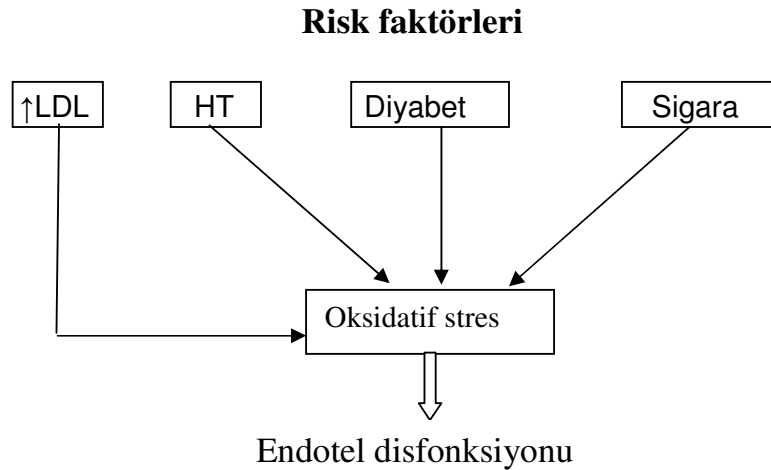 Risk faktörleri
↑LDL
HT
Diyabet
Sigara
Oksidatif stres
Endotel disfonksiyonu